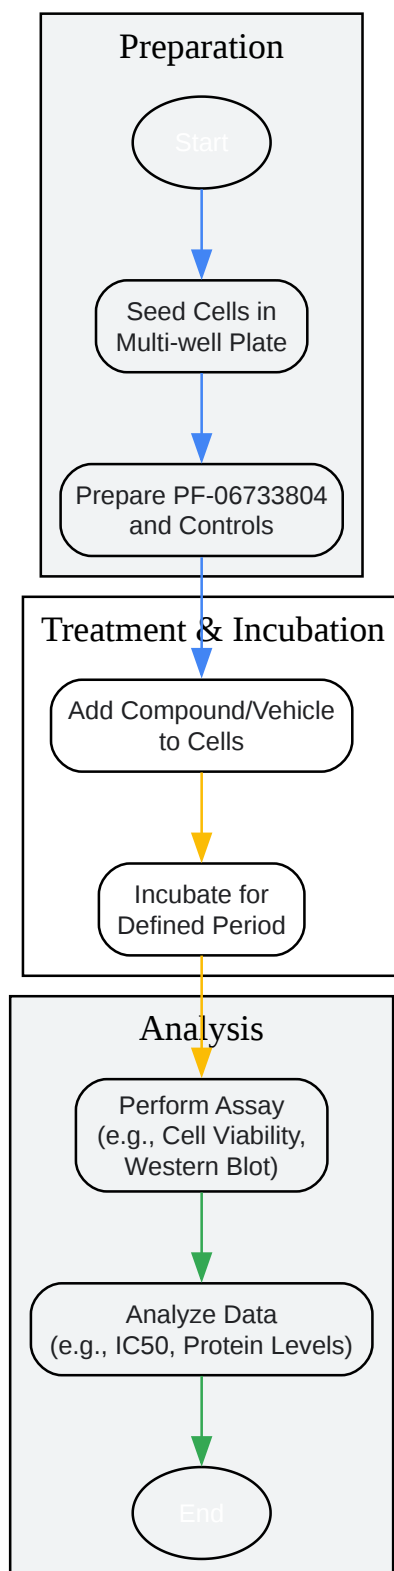 Preparation
Start
Seed Cells in
Multi-well Plate
Prepare PF-06733804
and Controls
Treatment & Incubation
Add Compound/Vehicle
to Cells
Incubate for
Defined Period
Analysis
Perform Assay
(e.g., Cell Viability,
Western Blot)
Analyze Data
(e.g., IC50, Protein Levels)
End